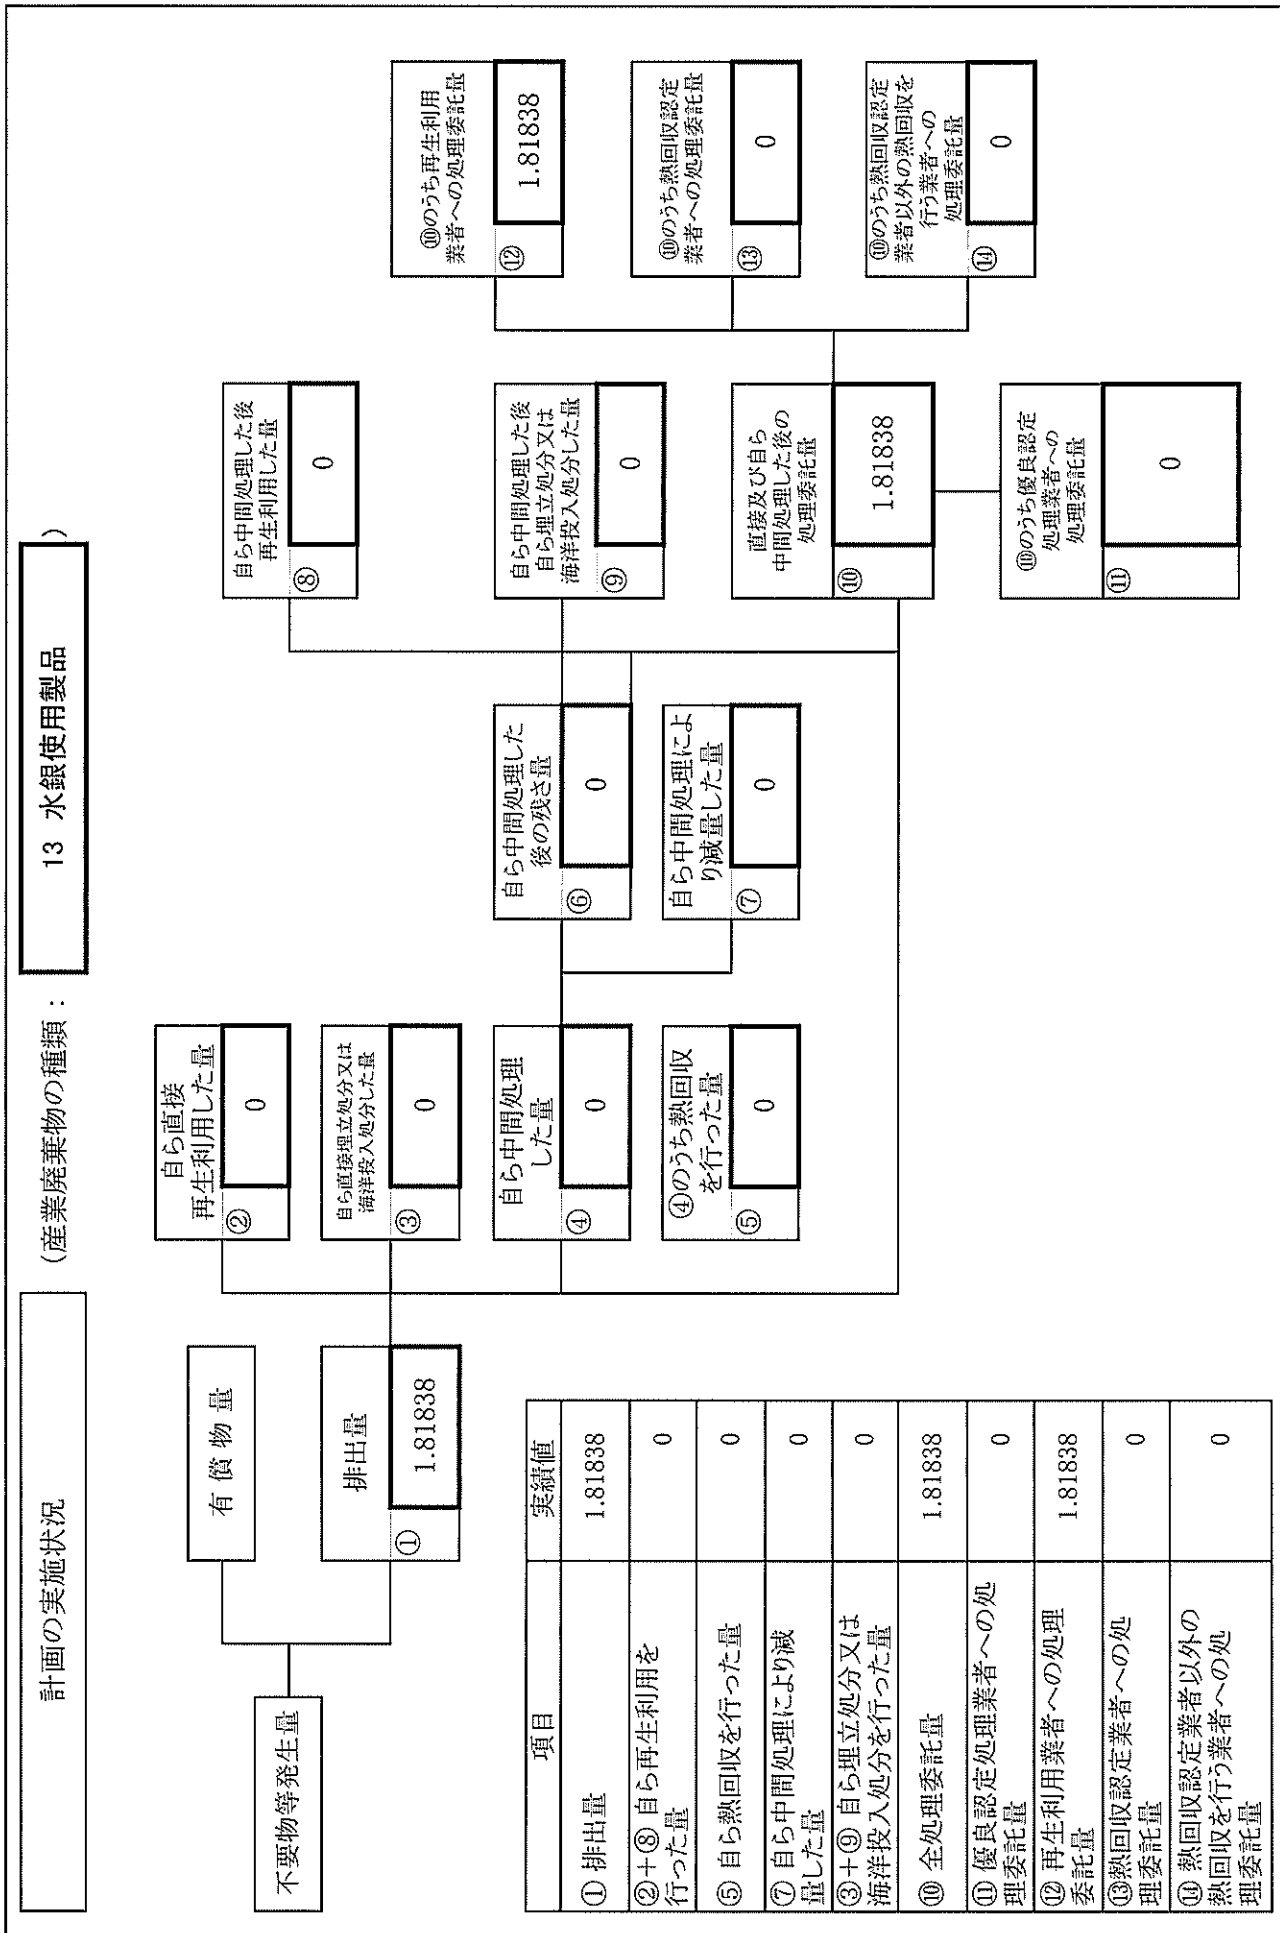 計画の実施状況
(産業廃棄物の種類：
13 水銀使用製品
)
不要物等発生量
有 償 物 量
排出量
①
1.81838
自ら直接
再生利用した量
②
0
自ら直接埋立処分又は
海洋投入処分した量
③
0
自ら中間処理
した量
④
0
④のうち熱回収
を行った量
⑤
0
自ら中間処理した
後の残さ量
⑥
0
自ら中間処理によ
り減量した量
⑦
0
自ら中間処理した後
再生利用した量
⑧
0
自ら中間処理した後
自ら埋立処分又は
海洋投入処分した量
⑨
0
直接及び自ら
中間処理した後の
処理委託量
⑩
1.81838
⑩のうち優良認定
処理業者への
処理委託量
⑪
0
⑩のうち再生利用
業者への処理委託量
⑫
1.81838
⑩のうち熱回収認定
業者への処理委託量
⑬
0
⑩のうち熱回収認定
業者以外の熱回収を
行う業者への
処理委託量
⑭
0
項目
実績値
① 排出量
1.81838
②＋⑧ 自ら再生利用を
行った量
0
⑤ 自ら熱回収を行った量
0
⑦ 自ら中間処理により減
量した量
0
③＋⑨ 自ら埋立処分又は
海洋投入処分を行った量
0
⑩ 全処理委託量
1.81838
⑪ 優良認定処理業者への処
理委託量
0
⑫ 再生利用業者への処理
委託量
1.81838
⑬熱回収認定業者への処
理委託量
0
⑭ 熱回収認定業者以外の
熱回収を行う業者への処
理委託量
0